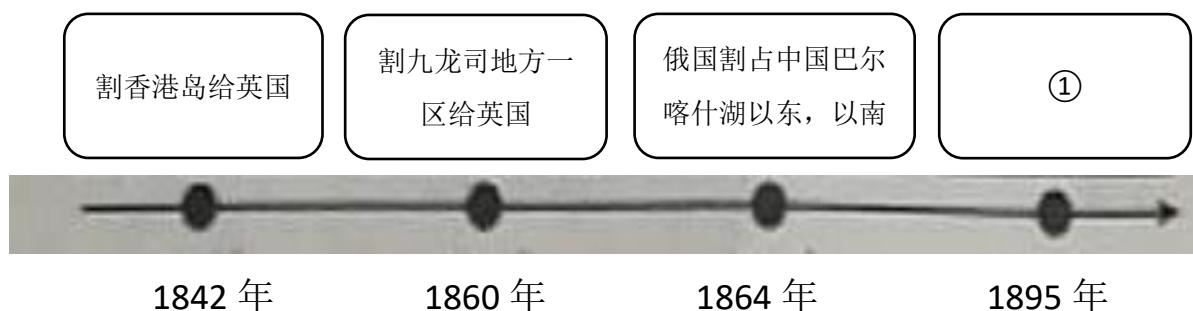 割香港岛给英国
割九龙司地方一
区给英国
俄国割占中国巴尔
喀什湖以东，以南
①
1842 年
1860 年
1864 年
1895 年